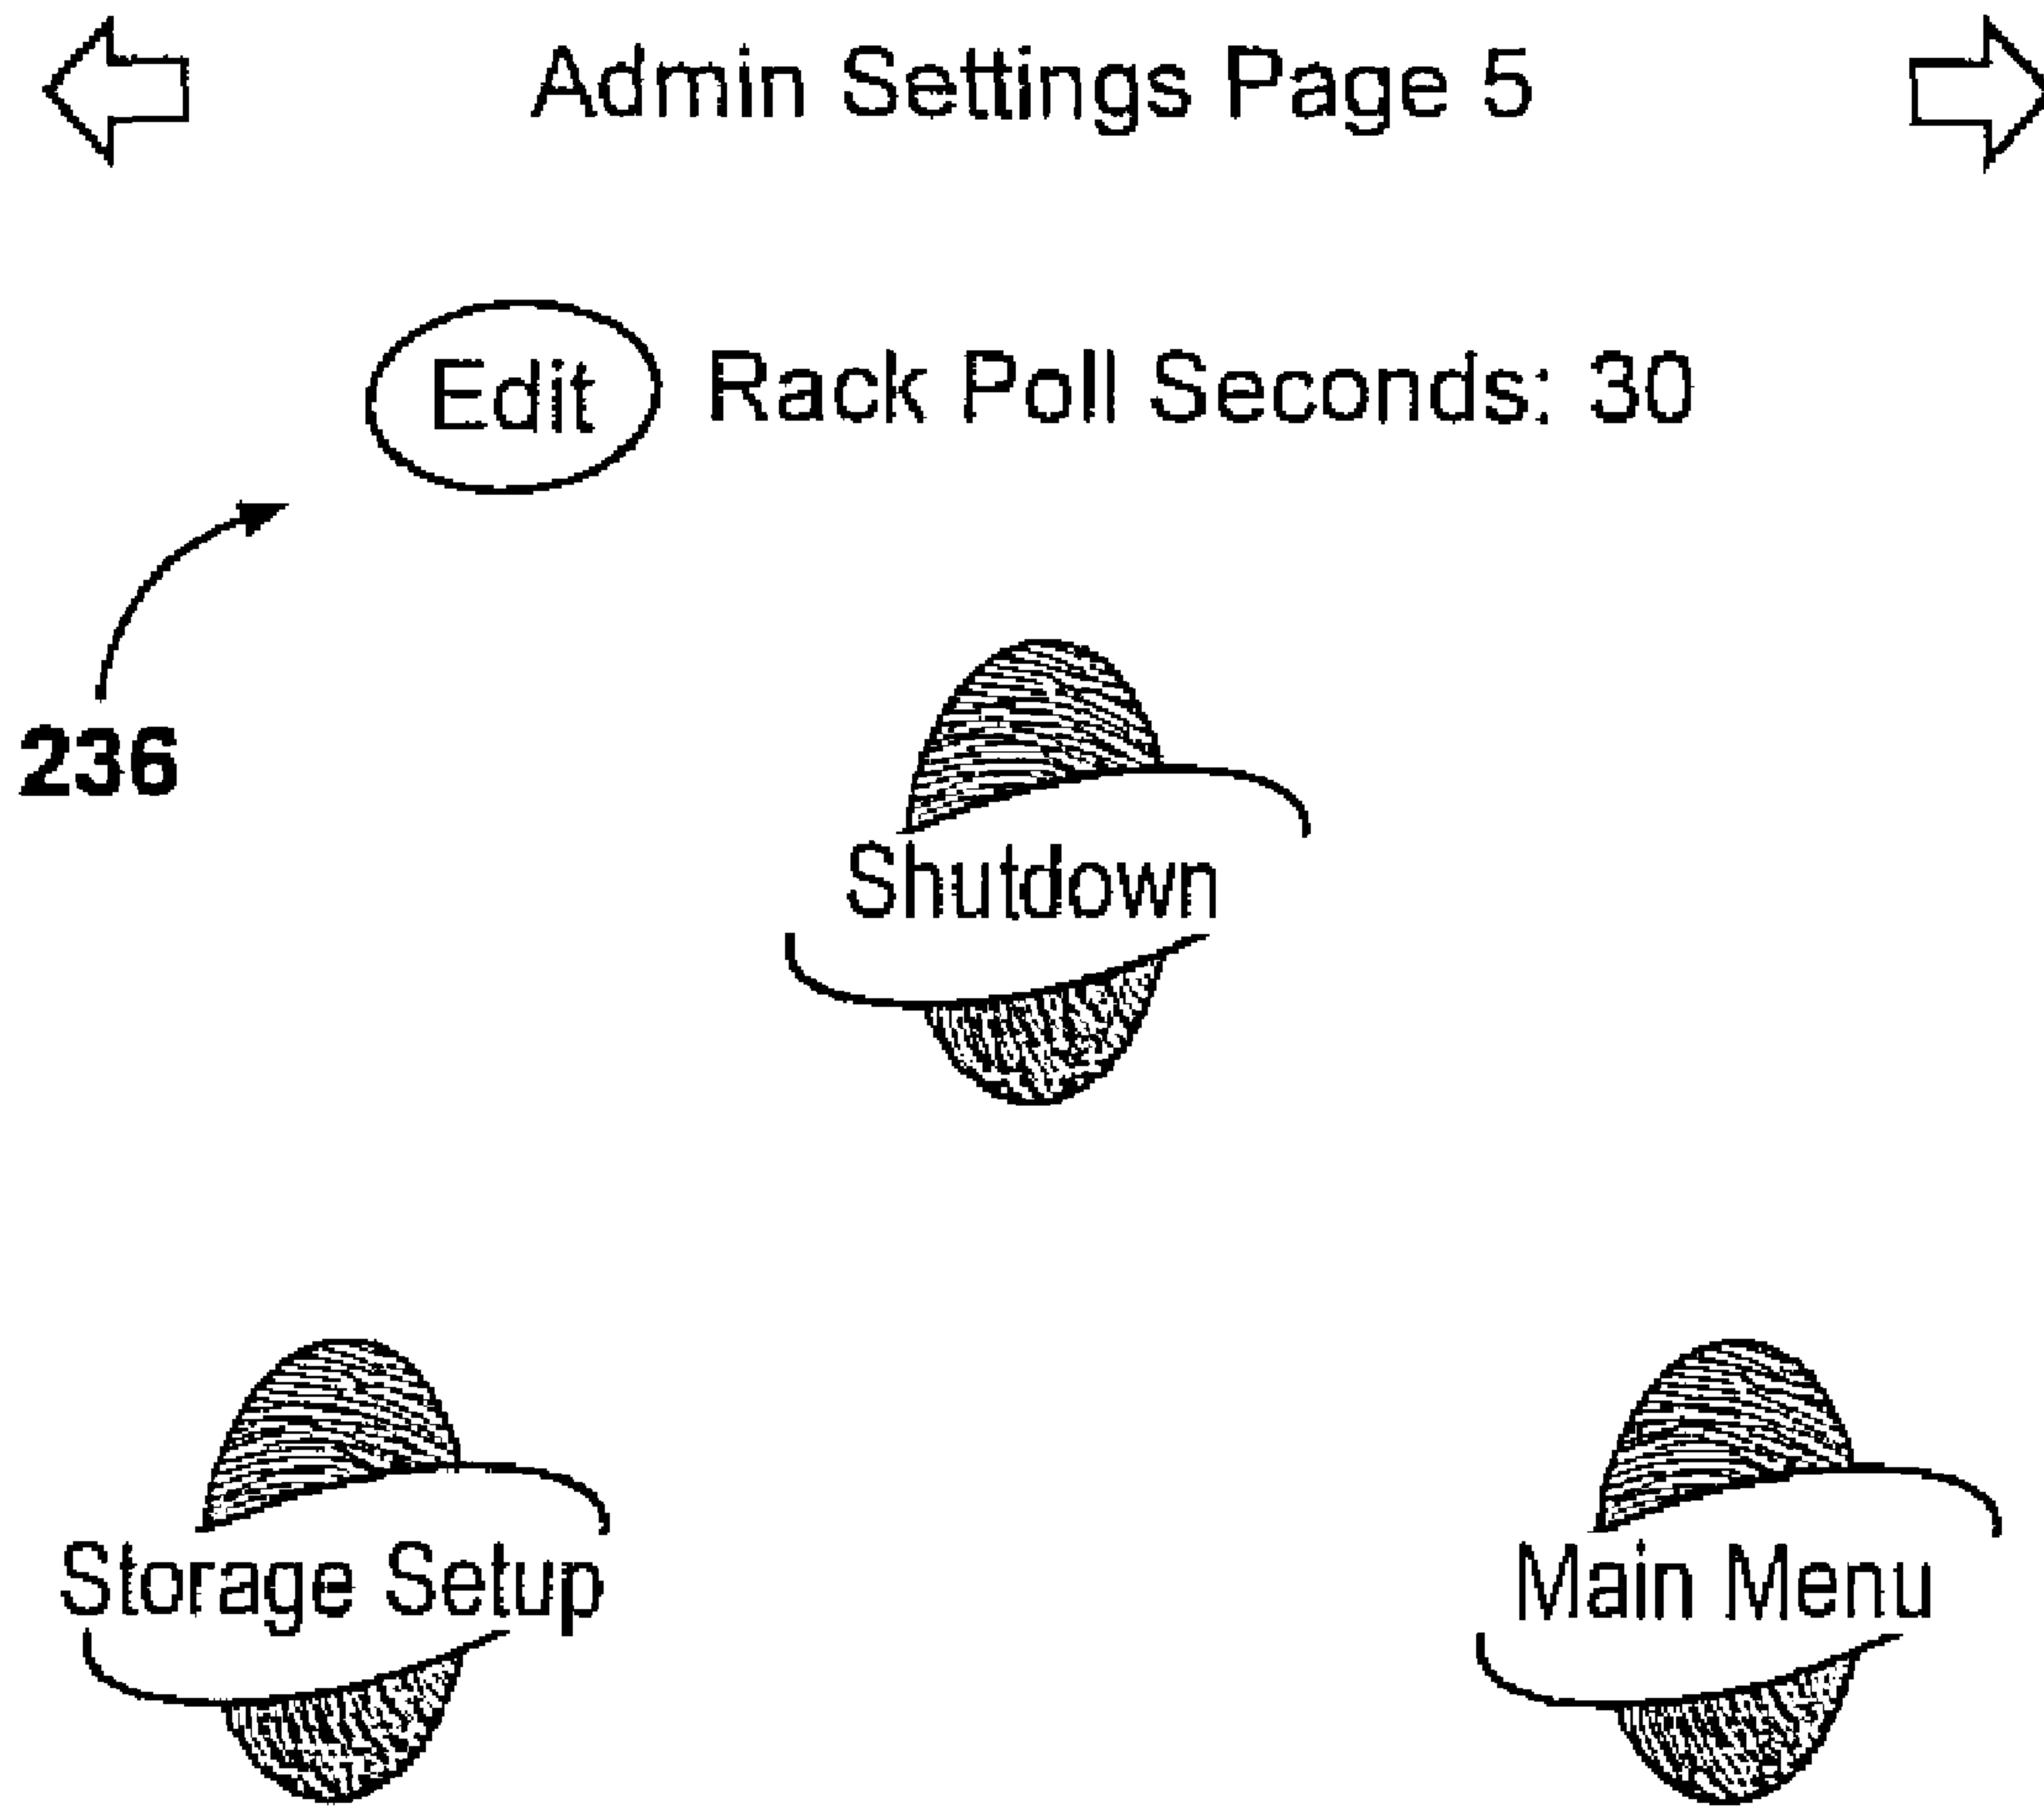 Admin Settings Page 5
Edit Rack Poll Seconds: 30
236
Shutdown
Storage Setup Main Menu